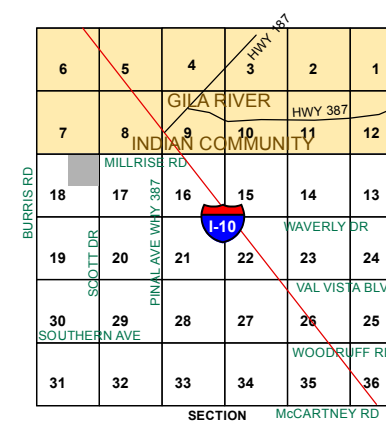 HWY 187
6 5 4 3 2 1
GILA RIVER
HWY 387
7 8 9 10 11 12
INDIAN COMMUNITY
MILLRISE RD
BURRIS RD
18 17 16 15 14 13
PINAL AVE WHY 387
I-10
WAVERLY DR
SCOTT DR
19 20 21 22 23 24
VAL VISTA BLV
30 29 28 27 26 25
SOUTHERN AVE
WOODRUFF R
31 32 33 34 35 36
SECTION
McCARTNEY RD